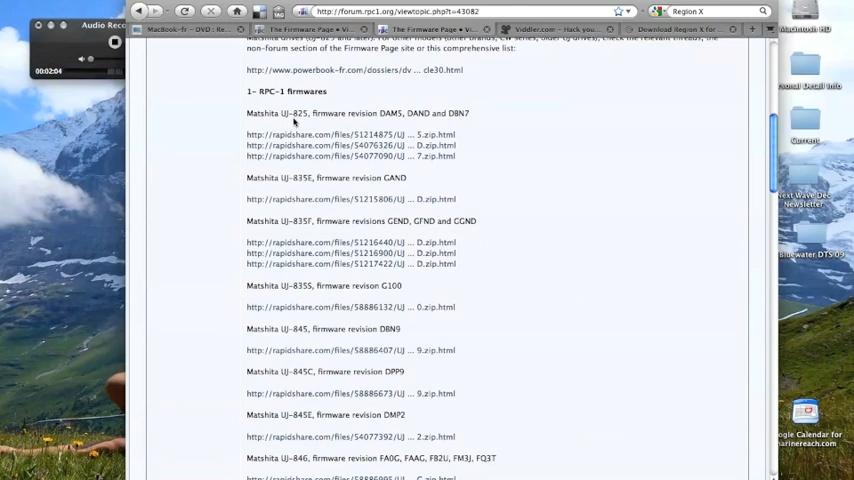 http://forum.rpc1.org/viewtopic.php?t=43082
Region X
MacBook-fr – DVD : Red...
The Firmware Page • Vi...
The Firmware Page • Vi...
Viddler.com – Hack you...
Download Region X for ...
Audio Reco
00:02:04
Macintosh HD
Personal Detail Info
Current
Next Wave Dec
Newsletter
Bluewater DTS 09
oogle Calendar for
marinereach.com
non-forum section of the Firmware Page site or this comprehensive list:
http://www.powerbook-fr.com/dossiers/dv ... cle30.html
1- RPC-1 firmwares
Matshita UJ-825, firmware revision DAM5, DAND and DBN7
http://rapidshare.com/files/51214875/UJ ... 5.zip.html
http://rapidshare.com/files/54076326/UJ ... D.zip.html
http://rapidshare.com/files/54077090/UJ ... 7.zip.html
Matshita UJ-835E, firmware revision GAND
http://rapidshare.com/files/51215806/UJ ... D.zip.html
Matshita UJ-835F, firmware revisions GEND, GFND and GGND
http://rapidshare.com/files/51216440/UJ ... D.zip.html
http://rapidshare.com/files/51216900/UJ ... D.zip.html
http://rapidshare.com/files/51217422/UJ ... D.zip.html
Matshita UJ-835S, firmware revison G100
http://rapidshare.com/files/58886132/UJ ... 0.zip.html
Matshita UJ-845, firmware revision DBN9
http://rapidshare.com/files/58886407/UJ ... 9.zip.html
Matshita UJ-845C, firmware revision DPP9
http://rapidshare.com/files/58886673/UJ ... 9.zip.html
Matshita UJ-845E, firmware revision DMP2
http://rapidshare.com/files/54077392/UJ ... 2.zip.html
Matshita UJ-846, firmware revision FA0G, FAAG, FB2U, FM3J, FQ3T